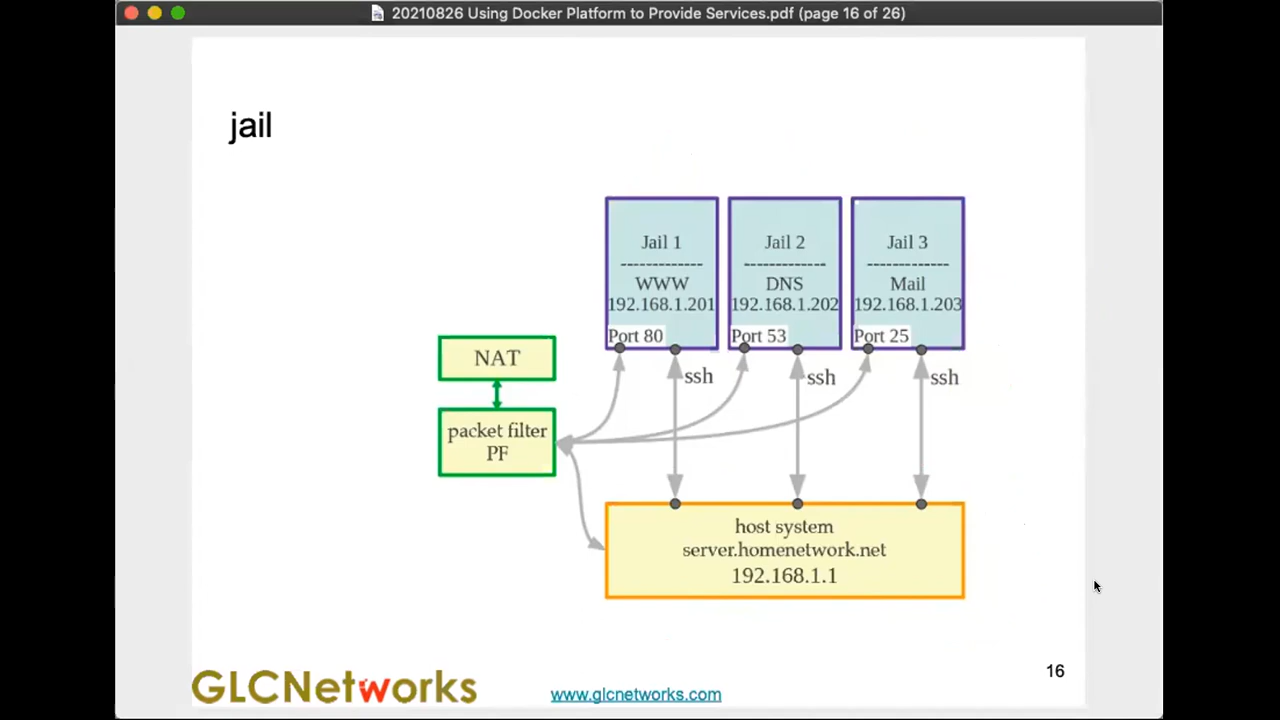 20210826 Using Docker Platform to Provide Services.pdf (page 16 of 26)
jail
Jail 1
-------------
WWW
192.168.1.201
Port 80
Jail 2
-------------
DNS
192.168.1.202
Port 53
Jail 3
-------------
Mail
192.168.1.203
Port 25
ssh
ssh
ssh
NAT
packet filter
PF
host system
server.homenetwork.net
192.168.1.1
GLCNetworks
www.glcnetworks.com
16